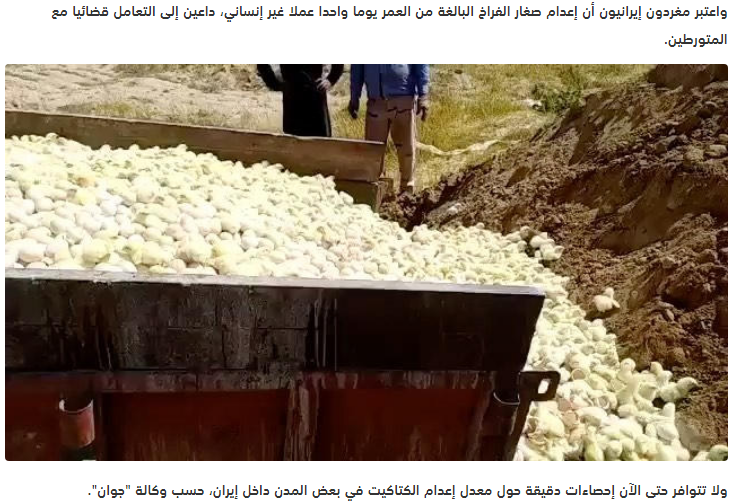 واعتبر مغردون إيرانيون أن إعدام صغار الفراخ البالغة من العمر يوما واحدا عملا غير إنساني، داعين إلى التعامل قضائيا مع
المتورطين.
ولا تتوافر حتى الآن إحصاءات دقيقة حول معدل إعدام الكتاكيت في بعض المدن داخل إيران، حسب وكالة "جوان".